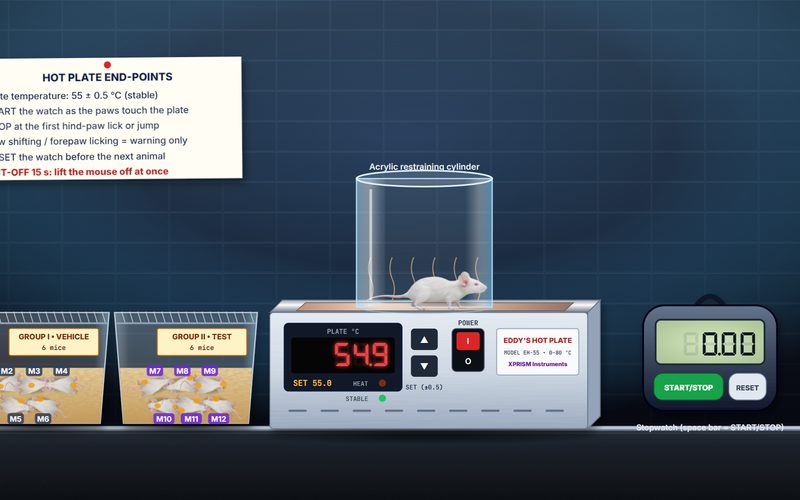 HOT PLATE END-POINTS
te temperature: 55 ± 0.5 °C (stable)
ART the watch as the paws touch the plate
OP at the first hind-paw lick or jump
w shifting / forepaw licking = warning only
SET the watch before the next animal
T-OFF 15 s: lift the mouse off at once
Acrylic restraining cylinder
GROUP I • VEHICLE
6 mice
M2 M3 M4
M5 M6
GROUP II • TEST
6 mice
M7 M8 M9
M10 M11 M12
PLATE °C
54.9
SET 55.0 HEAT
STABLE
SET (±0.5)
POWER
I
O
EDDY'S HOT PLATE
MODEL EH-55 • 0-80 °C
XPRISM Instruments
0.00
START/STOP RESET
Stopwatch (space bar = START/STOP)